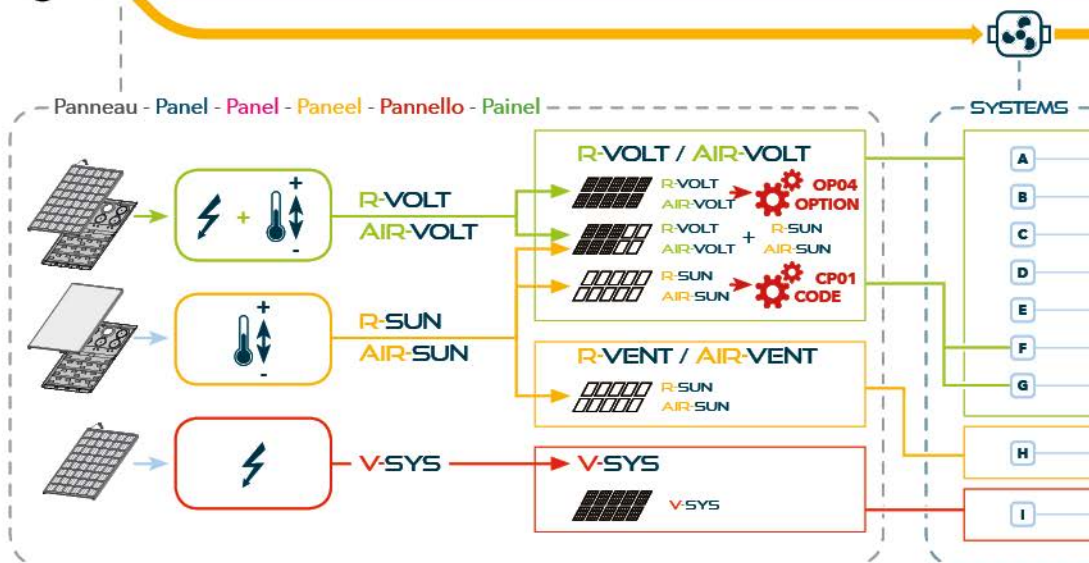 Panneau - Panel - Panel - Paneel - Pannello - Painel
SYSTEMS
+
+
-
R-VOLT
AIR-VOLT
R-VOLT / AIR-VOLT
R-VOLT
AIR-VOLT
OP04
OPTION
R-VOLT
AIR-VOLT
+
R-SUN
AIR-SUN
R-SUN
AIR-SUN
CP01
CODE
+
-
R-SUN
AIR-SUN
R-VENT / AIR-VENT
R-SUN
AIR-SUN
V-SYS
V-SYS
V-SYS
A
B
C
D
E
F
G
H
I